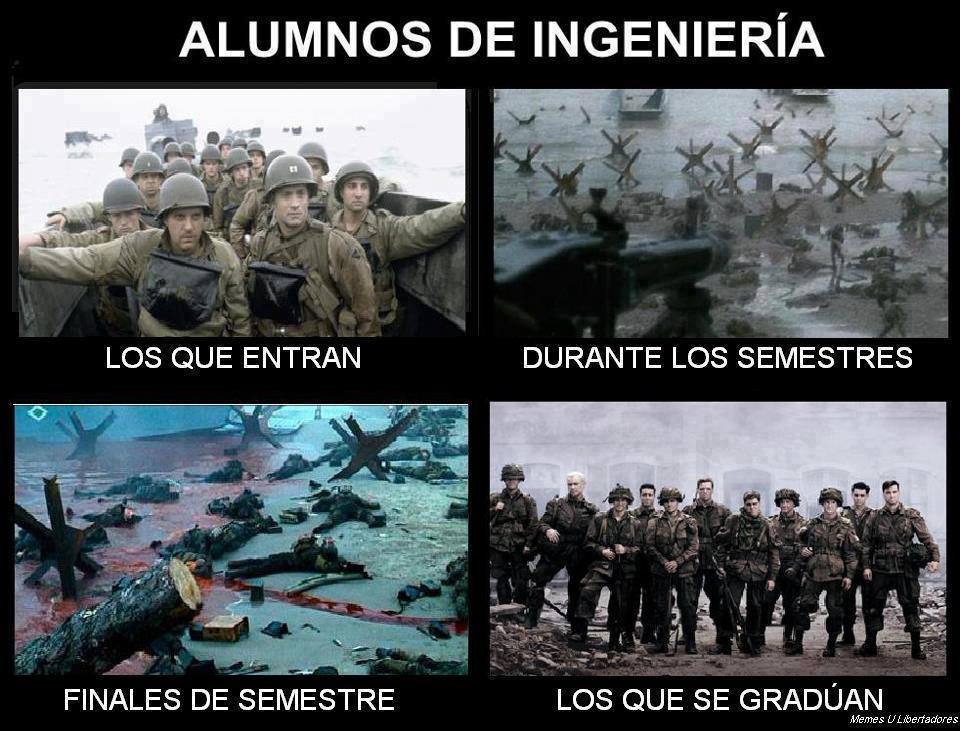 ALUMNOS DE INGENIERÍA
LOS QUE ENTRAN
DURANTE LOS SEMESTRES
FINALES DE SEMESTRE
LOS QUE SE GRADÚAN
Memes U Libertadores